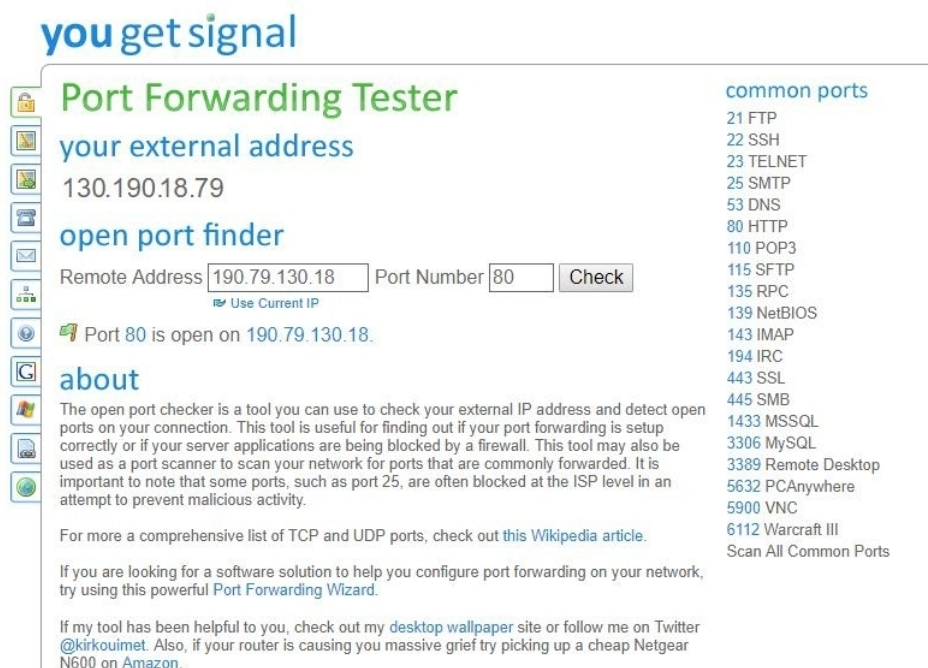 you get signal
Port Forwarding Tester
your external address
130.190.18.79
open port finder
Remote Address 190.79.130.18 Port Number 80 Check
Use Current IP
Port 80 is open on 190.79.130.18.
about
The open port checker is a tool you can use to check your external IP address and detect open
ports on your connection. This tool is useful for finding out if your port forwarding is setup
correctly or if your server applications are being blocked by a firewall. This tool may also be
used as a port scanner to scan your network for ports that are commonly forwarded. It is
important to note that some ports, such as port 25, are often blocked at the ISP level in an
attempt to prevent malicious activity.
For more a comprehensive list of TCP and UDP ports, check out this Wikipedia article.
If you are looking for a software solution to help you configure port forwarding on your network,
try using this powerful Port Forwarding Wizard.
If my tool has been helpful to you, check out my desktop wallpaper site or follow me on Twitter
@kirkouimet. Also, if your router is causing you massive grief try picking up a cheap Netgear
N600 on Amazon.
common ports
21 FTP
22 SSH
23 TELNET
25 SMTP
53 DNS
80 HTTP
110 POP3
115 SFTP
135 RPC
139 NetBIOS
143 IMAP
194 IRC
443 SSL
445 SMB
1433 MSSQL
3306 MySQL
3389 Remote Desktop
5632 PCAnywhere
5900 VNC
6112 Warcraft III
Scan All Common Ports
G